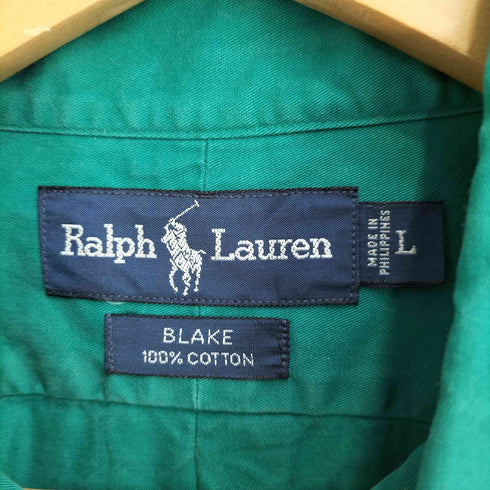 Ralph Lauren
MADE IN
PHILIPPINES
L
BLAKE
100% COTTON